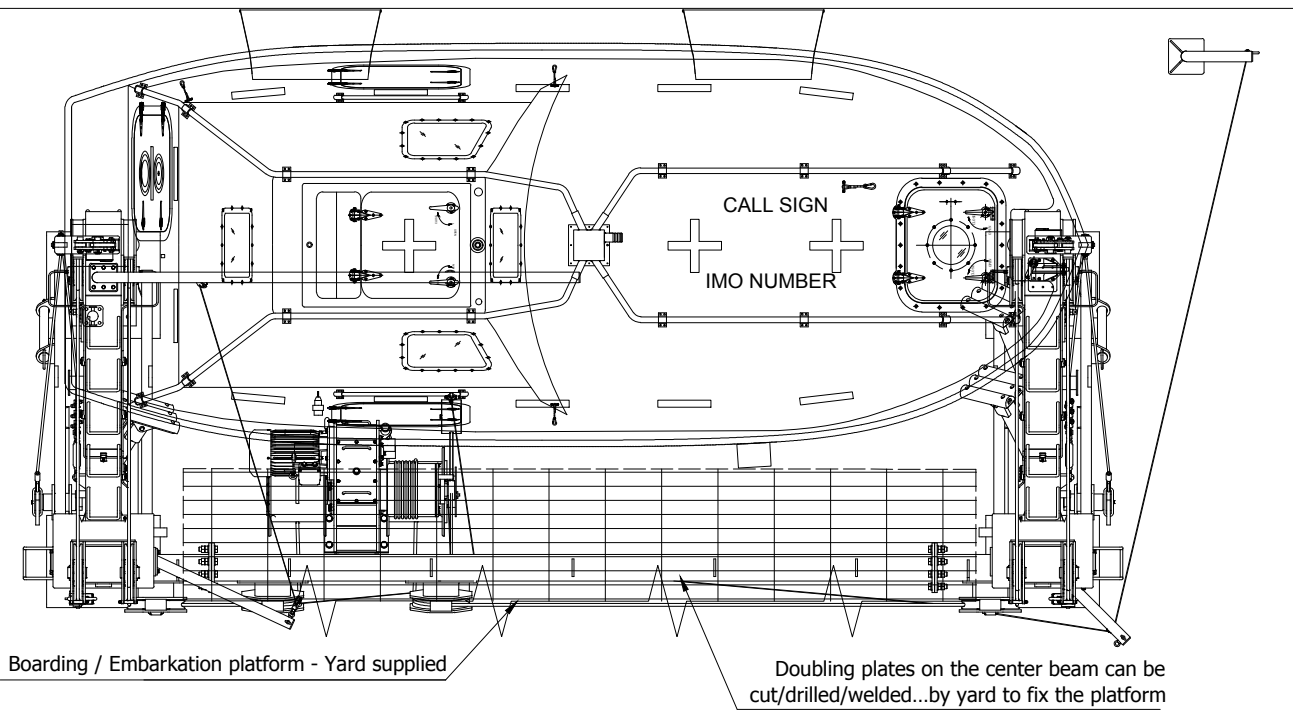 CALL SIGN
IMO NUMBER
Boarding / Embarkation platform - Yard supplied
Doubling plates on the center beam can be
cut/drilled/welded...by yard to fix the platform